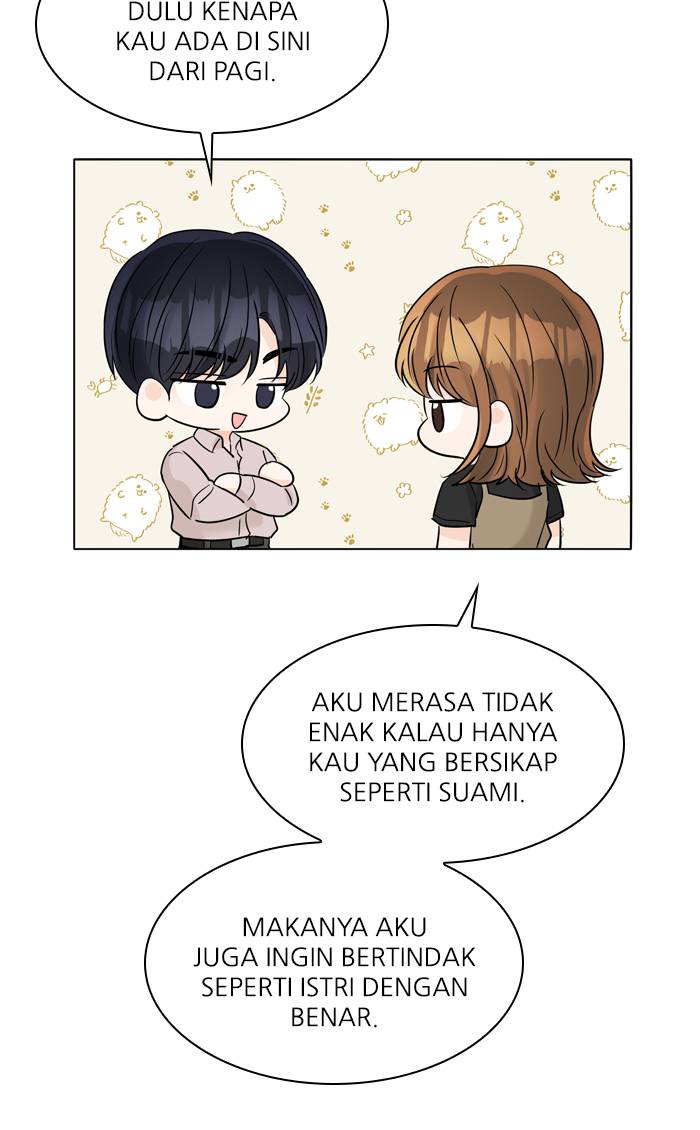 DULU KENAPA
KAU ADA DI SINI
DARI PAGI.
AKU MERASA TIDAK
ENAK KALAU HANYA
KAU YANG BERSIKAP
SEPERTI SUAMI.
MAKANYA AKU
JUGA INGIN BERTINDAK
SEPERTI ISTRI DENGAN
BENAR.